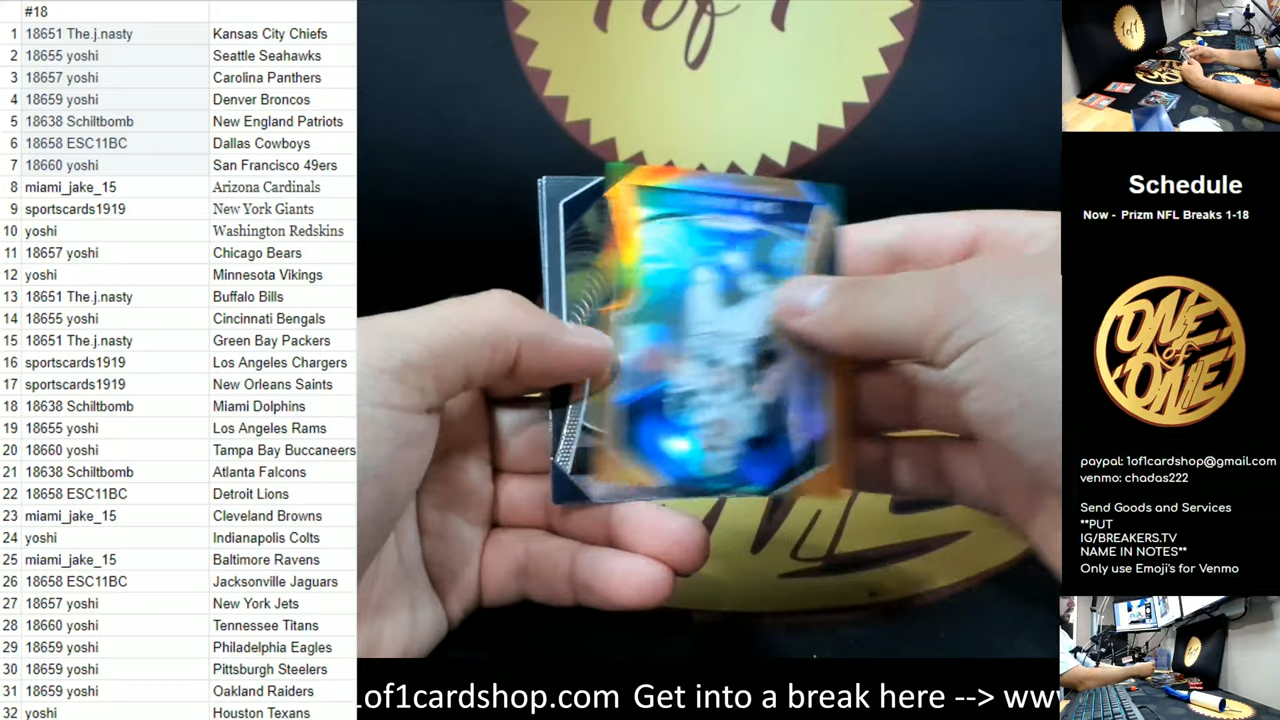 #18
1 18651 The.j.nasty Kansas City Chiefs
2 18655 yoshi Seattle Seahawks
3 18657 yoshi Carolina Panthers
4 18659 yoshi Denver Broncos
5 18638 Schiltbomb New England Patriots
6 18658 ESC11BC Dallas Cowboys
7 18660 yoshi San Francisco 49ers
8 miami_jake_15 Arizona Cardinals
9 sportscards1919 New York Giants
10 yoshi Washington Redskins
11 18657 yoshi Chicago Bears
12 yoshi Minnesota Vikings
13 18651 The.j.nasty Buffalo Bills
14 18655 yoshi Cincinnati Bengals
15 18651 The.j.nasty Green Bay Packers
16 sportscards1919 Los Angeles Chargers
17 sportscards1919 New Orleans Saints
18 18638 Schiltbomb Miami Dolphins
19 18655 yoshi Los Angeles Rams
20 18660 yoshi Tampa Bay Buccaneers
21 18638 Schiltbomb Atlanta Falcons
22 18658 ESC11BC Detroit Lions
23 miami_jake_15 Cleveland Browns
24 yoshi Indianapolis Colts
25 miami_jake_15 Baltimore Ravens
26 18658 ESC11BC Jacksonville Jaguars
27 18657 yoshi New York Jets
28 18660 yoshi Tennessee Titans
29 18659 yoshi Philadelphia Eagles
30 18659 yoshi Pittsburgh Steelers
31 18659 yoshi Oakland Raiders
32 yoshi Houston Texans
1 of 1
1of1cardshop.com Get into a break here --> www
1 of 1
Schedule
Now - Prizm NFL Breaks 1-18
ONE
of
ONE
paypal: 1of1cardshop@gmail.com
venmo: chadas222
Send Goods and Services
**PUT
IG/BREAKERS.TV
NAME IN NOTES**
Only use Emoji's for Venmo